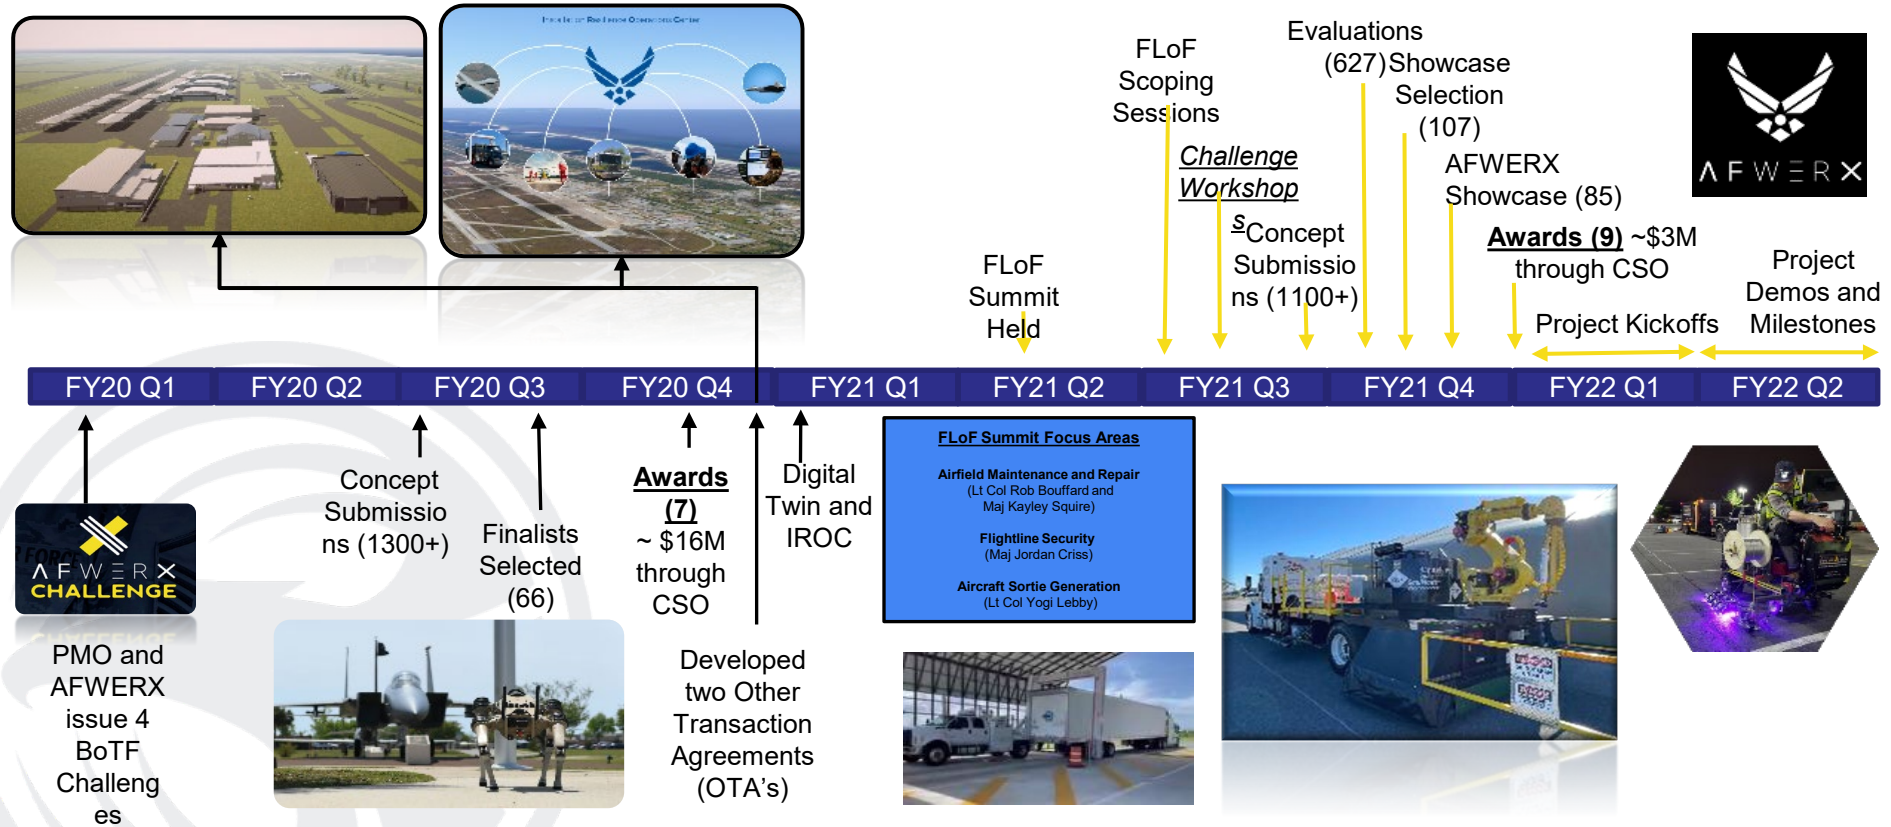 FLoF
Scoping
Sessions
Evaluations
(627)
Showcase
Selection
(107)
Challenge
Workshop
s
Concept
Submissio
ns (1100+)
AFWERX
Showcase (85)
AFWERX
FLoF
Summit
Held
Awards (9) ~$3M
through CSO
Project Kickoffs
Project
Demos and
Milestones
FY20 Q1
FY20 Q2
FY20 Q3
FY20 Q4
FY21 Q1
FY21 Q2
FY21 Q3
FY21 Q4
FY22 Q1
FY22 Q2
AFWERX
CHALLENGE
PMO and
AFWERX
issue 4
BoTF
Challeng
es
Concept
Submissio
ns (1300+)
Finalists
Selected
(66)
Awards
(7)
~ $16M
through
CSO
Developed
two Other
Transaction
Agreements
(OTA's)
Digital
Twin and
IROC
FLoF Summit Focus Areas
Airfield Maintenance and Repair
(Lt Col Rob Bouffard and
Maj Kayley Squire)
Flightline Security
(Maj Jordan Criss)
Aircraft Sortie Generation
(Lt Col Yogi Lebby)